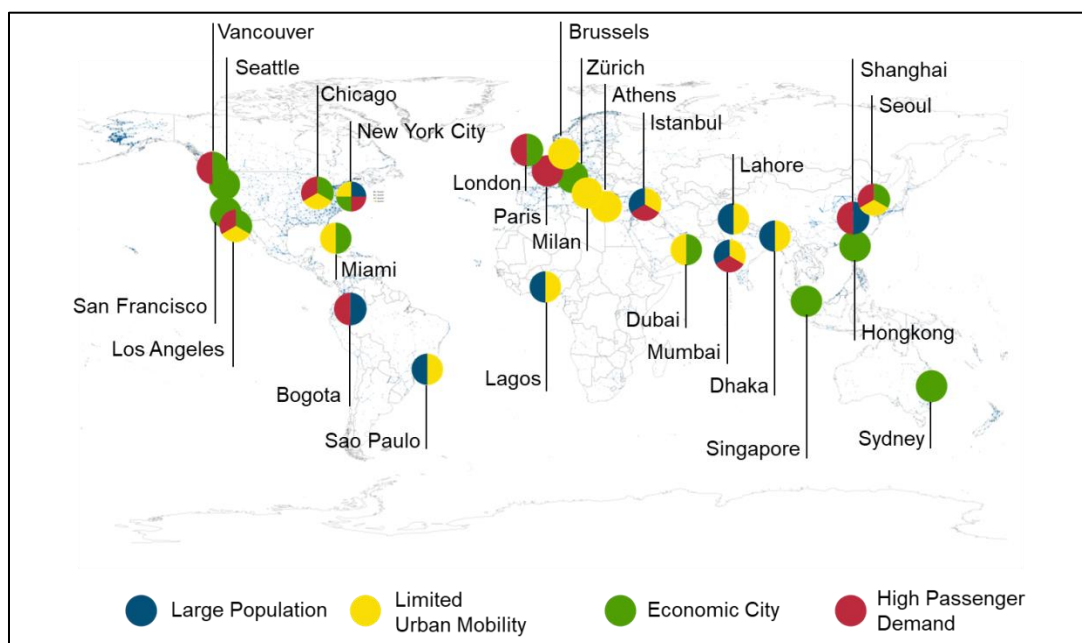 Vancouver
Seattle
Chicago
New York City
Brussels
Zürich
Athens
Istanbul
Shanghai
Seoul
Lahore
London
Paris
Milan
Miami
San Francisco
Los Angeles
Bogota
Sao Paulo
Lagos
Dubai
Mumbai
Dhaka
Hongkong
Singapore
Sydney
Large Population
Limited
Urban Mobility
Economic City
High Passenger
Demand